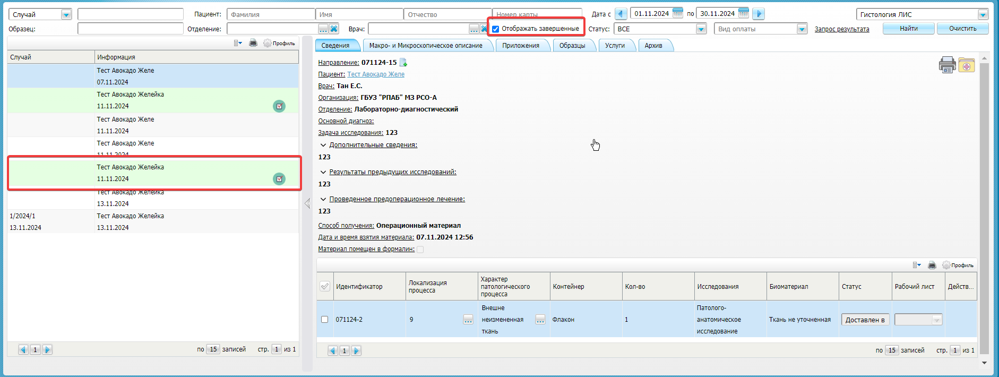 Случай Пациент: Фамилия Имя Отчество Номер карты Дата с 01.11.2024 по 30.11.2024 Гистология ЛИС
Образец: Отделение: ... Врач: ... Отображать завершенные Статус: ВСЕ Вид оплаты Запрос результата Найти Очистить
Профиль
Случай Информация
Тест Авокадо Желе
07.11.2024
Тест Авокадо Желейка
11.11.2024
Тест Авокадо Желе
11.11.2024
Тест Авокадо Желе
11.11.2024
Тест Авокадо Желейка
11.11.2024
Тест Авокадо Желейка
13.11.2024
1/2024/1 Тест Авокадо Желейка
13.11.2024 13.11.2024
1 по 15 записей стр. 1 из 1
Сведения Макро- и Микроскопическое описание Приложения Образцы Услуги Архив
Направление: 071124-15
Пациент: Тест Авокадо Желе
Врач: Тан Е.С.
Организация: ГБУЗ "РПАБ" МЗ РСО-А
Отделение: Лабораторно-диагностический
Основной диагноз:
Задача исследования: 123
Дополнительные сведения:
123
Результаты предыдущих исследований:
123
Проведенное предоперационное лечение:
123
Способ получения: Операционный материал
Дата и время взятия материала: 07.11.2024 12:56
Материал помещен в формалин:
Профиль
Идентификатор
Локализация
процесса
Характер
патологического
процесса
Контейнер
Кол-во
Исследования
Биоматериал
Статус
Рабочий лист
Действ...
071124-2
9 ...
Внешне
неизмененная ...
ткань
Флакон
1
Патолого-
анатомическое
исследование
Ткань не уточненная
Доставлен в
1 по 15 записей стр. 1 из 1